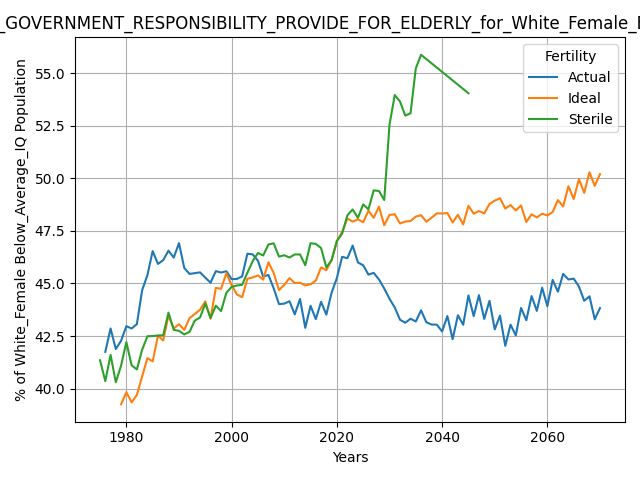 _GOVERNMENT_RESPONSIBILITY_PROVIDE_FOR_ELDERLY_for_White_Female_
% of White_Female Below_Average_IQ Population
55.0
52.5
50.0
47.5
45.0
42.5
40.0
1980
2000
2020
2040
2060
Years
Fertility
Actual
Ideal
Sterile